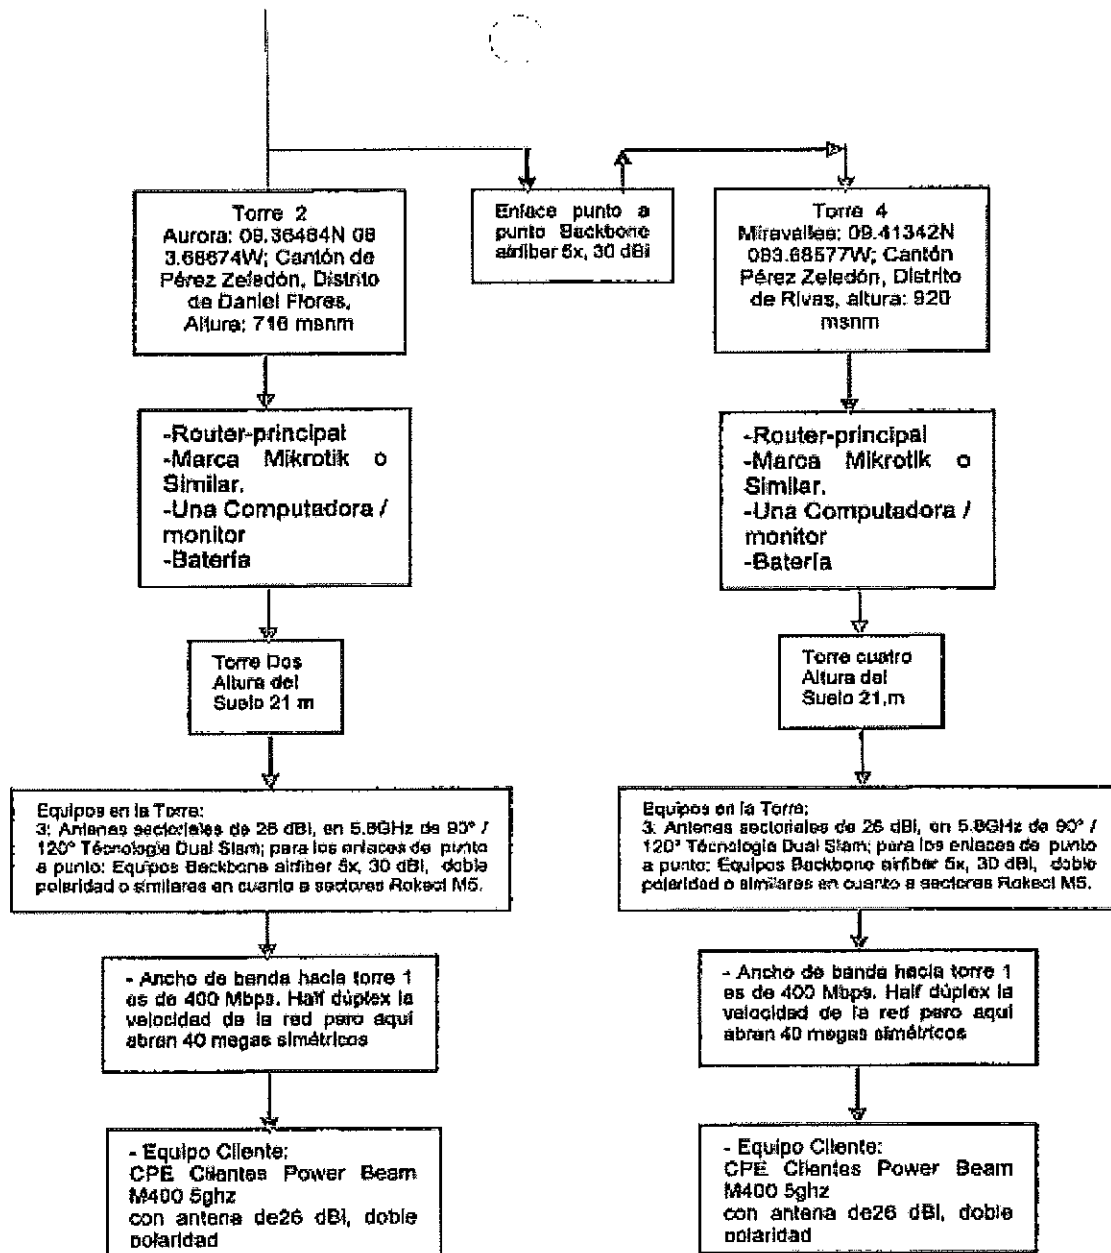 Torre 2
Aurora: 09.36484N 08
3.68674W; Cantón de
Pérez Zeledón, Distrito
de Daniel Flores,
Altura: 716 msnm
Enlace punto a
punto Backbone
airfiber 5x, 30 dBi
Torre 4
Miravalles: 09.41342N
083.68577W; Cantón
Pérez Zeledón, Distrito
de Rivas, altura: 920
msnm
-Router-principal
-Marca Mikrotik o
Similar.
-Una Computadora /
monitor
-Batería
-Router-principal
-Marca Mikrotik o
Similar.
-Una Computadora /
monitor
-Batería
Torre Dos
Altura del
Suelo 21 m
Torre cuatro
Altura del
Suelo 21,m
Equipos en la Torre:
3: Antenas sectoriales de 26 dBi, en 5.8GHz de 90° /
120° Técnologia Dual Slam; para los enlaces de punto
a punto: Equipos Backbone airfiber 5x, 30 dBi, doble
polaridad o similares en cuanto a sectores Rokect M5.
Equipos en la Torre:
3: Antenas sectoriales de 26 dBi, en 5.8GHz de 90° /
120° Técnologia Dual Slam; para los enlaces de punto
a punto: Equipos Backbone airfiber 5x, 30 dBi, doble
polaridad o similares en cuanto a sectores Rokect M5.
- Ancho de banda hacia torre 1
es de 400 Mbps. Half dúplex la
velocidad de la red pero aquí
abran 40 megas simétricos
- Ancho de banda hacia torre 1
es de 400 Mbps. Half dúplex la
velocidad de la red pero aquí
abran 40 megas simétricos
- Equipo Cliente:
CPE Clientes Power Beam
M400 5ghz
con antena de26 dBi, doble
polaridad
- Equipo Cliente:
CPE Clientes Power Beam
M400 5ghz
con antena de26 dBi, doble
polaridad